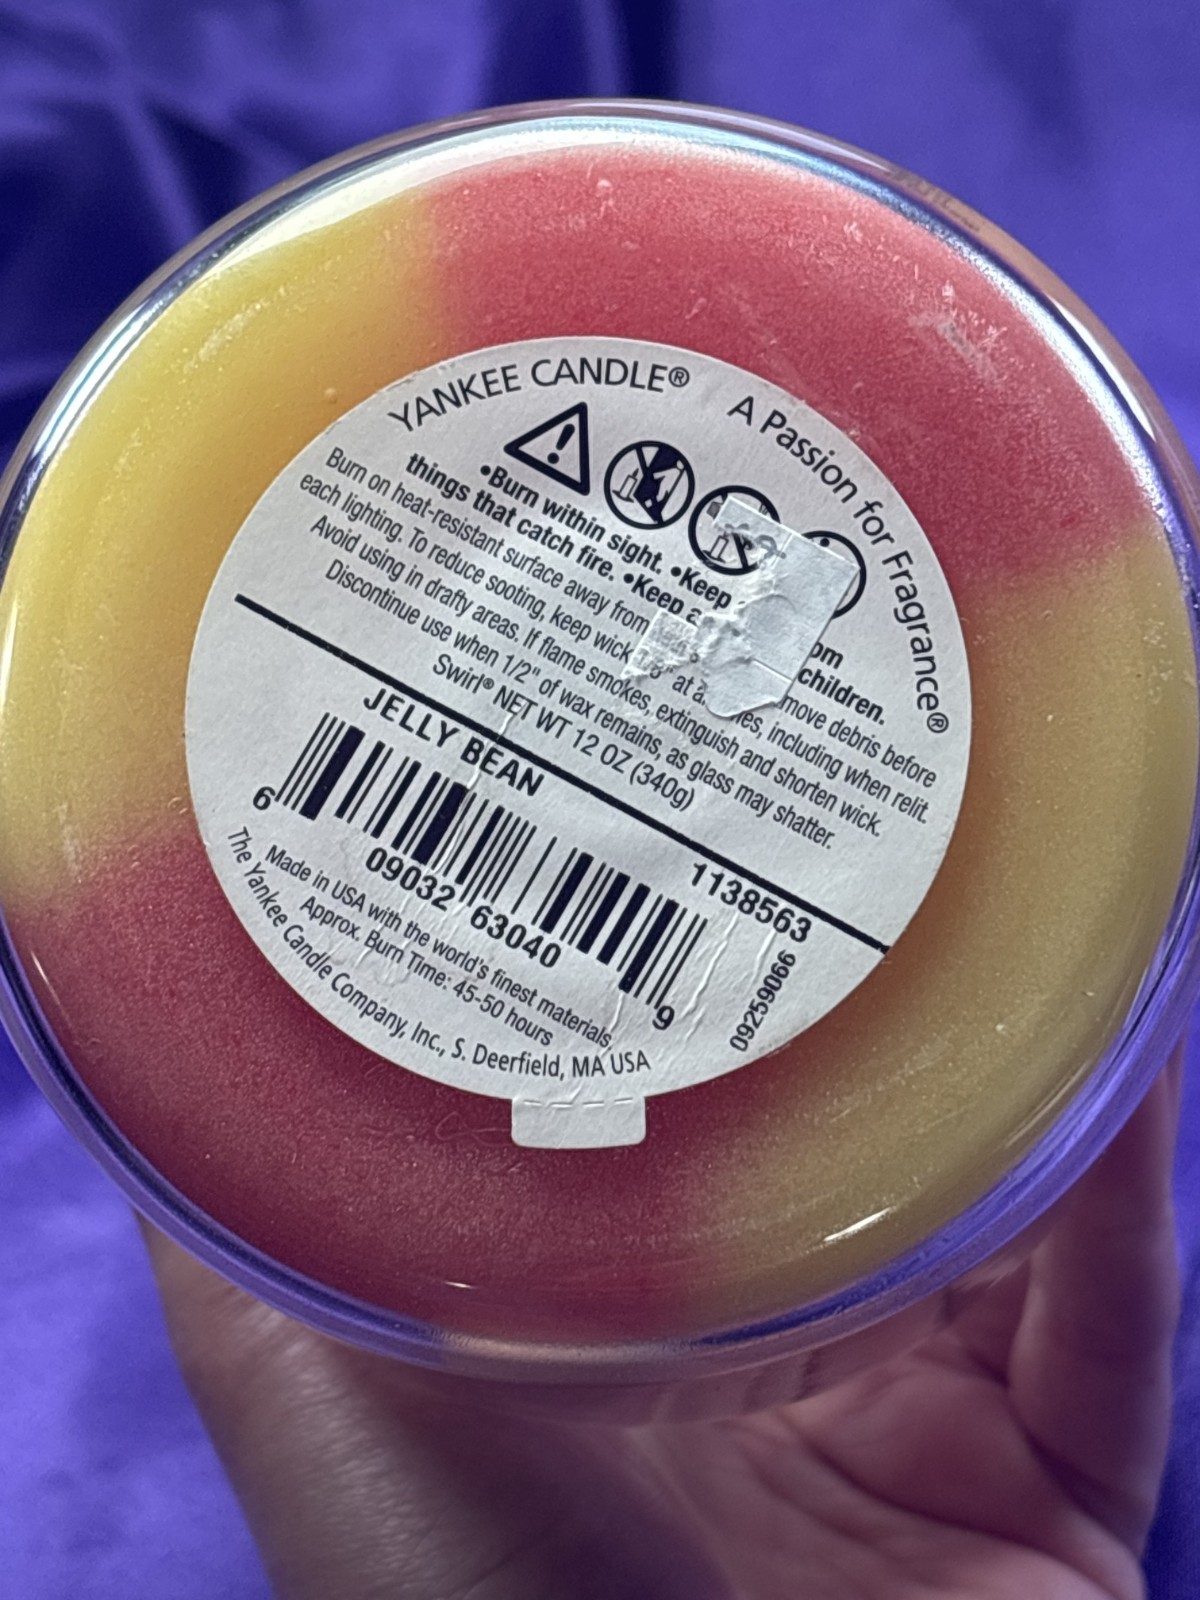 YANKEE CANDLE® A Passion for Fragrance®
•Burn within sight. •Keep om
things that catch fire. •Keep a children.
Burn on heat-resistant surface away from move debris before
each lighting. To reduce sooting, keep wick at including when relit.
Avoid using in drafty areas. If flame smokes, extinguish and shorten wick.
Discontinue use when 1/2" of wax remains, as glass may shatter.
Swirl® NET WT 12 OZ (340g)
JELLY BEAN 1138563
6 09032 63040 9
09259066
Made in USA with the world's finest materials.
Approx. Burn Time: 45-50 hours
The Yankee Candle Company, Inc., S. Deerfield, MA USA